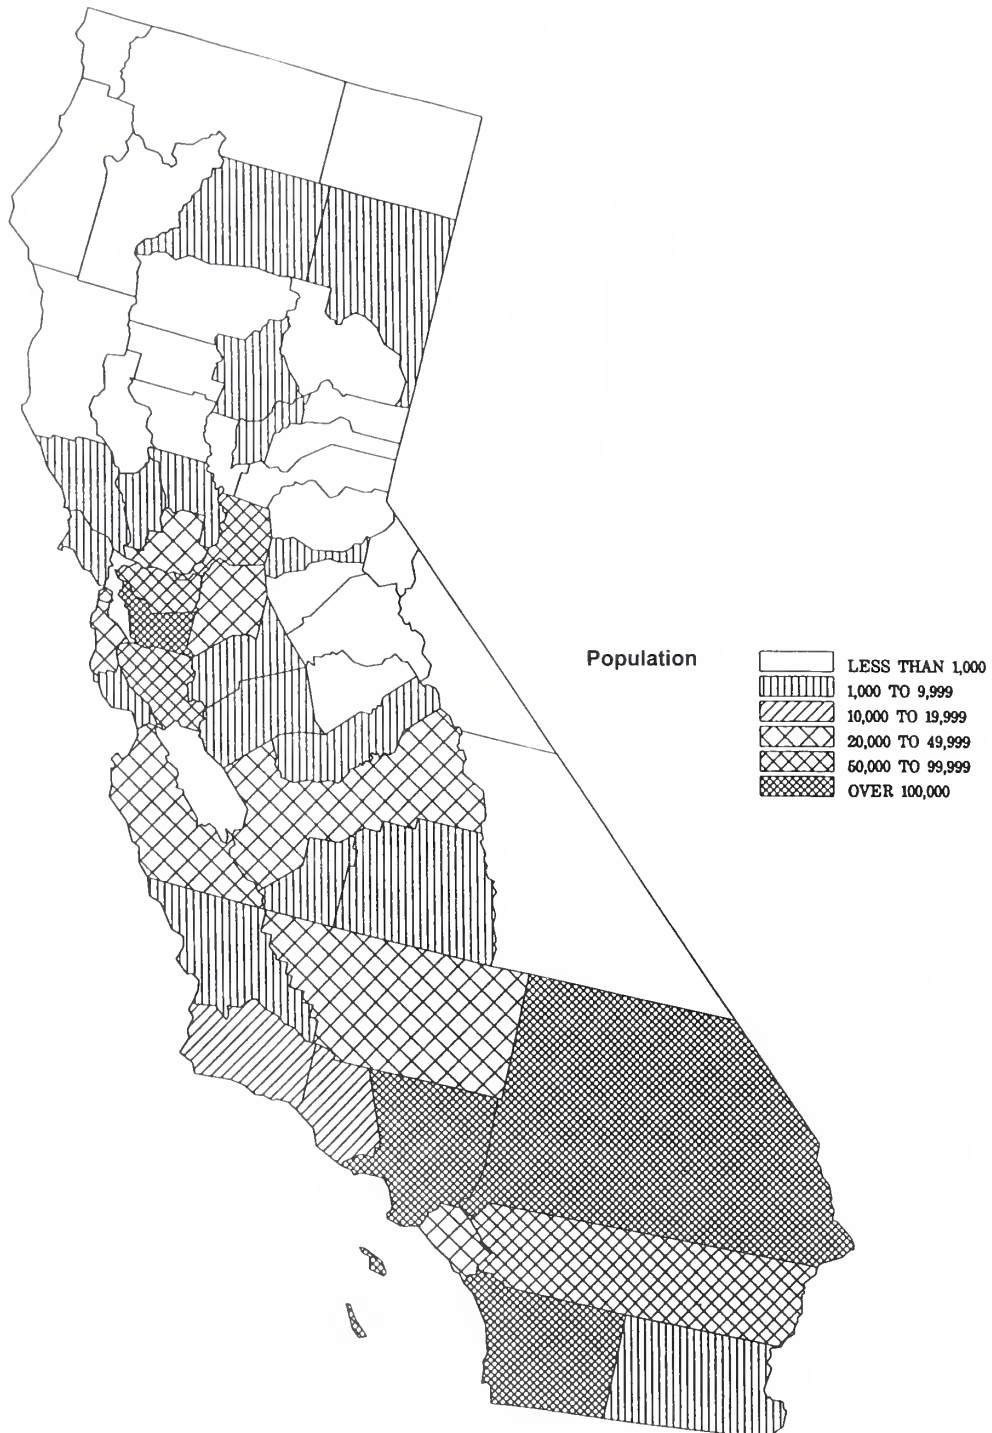 Population
LESS THAN 1,000
1,000 TO 9,999
10,000 TO 19,999
20,000 TO 49,999
50,000 TO 99,999
OVER 100,000